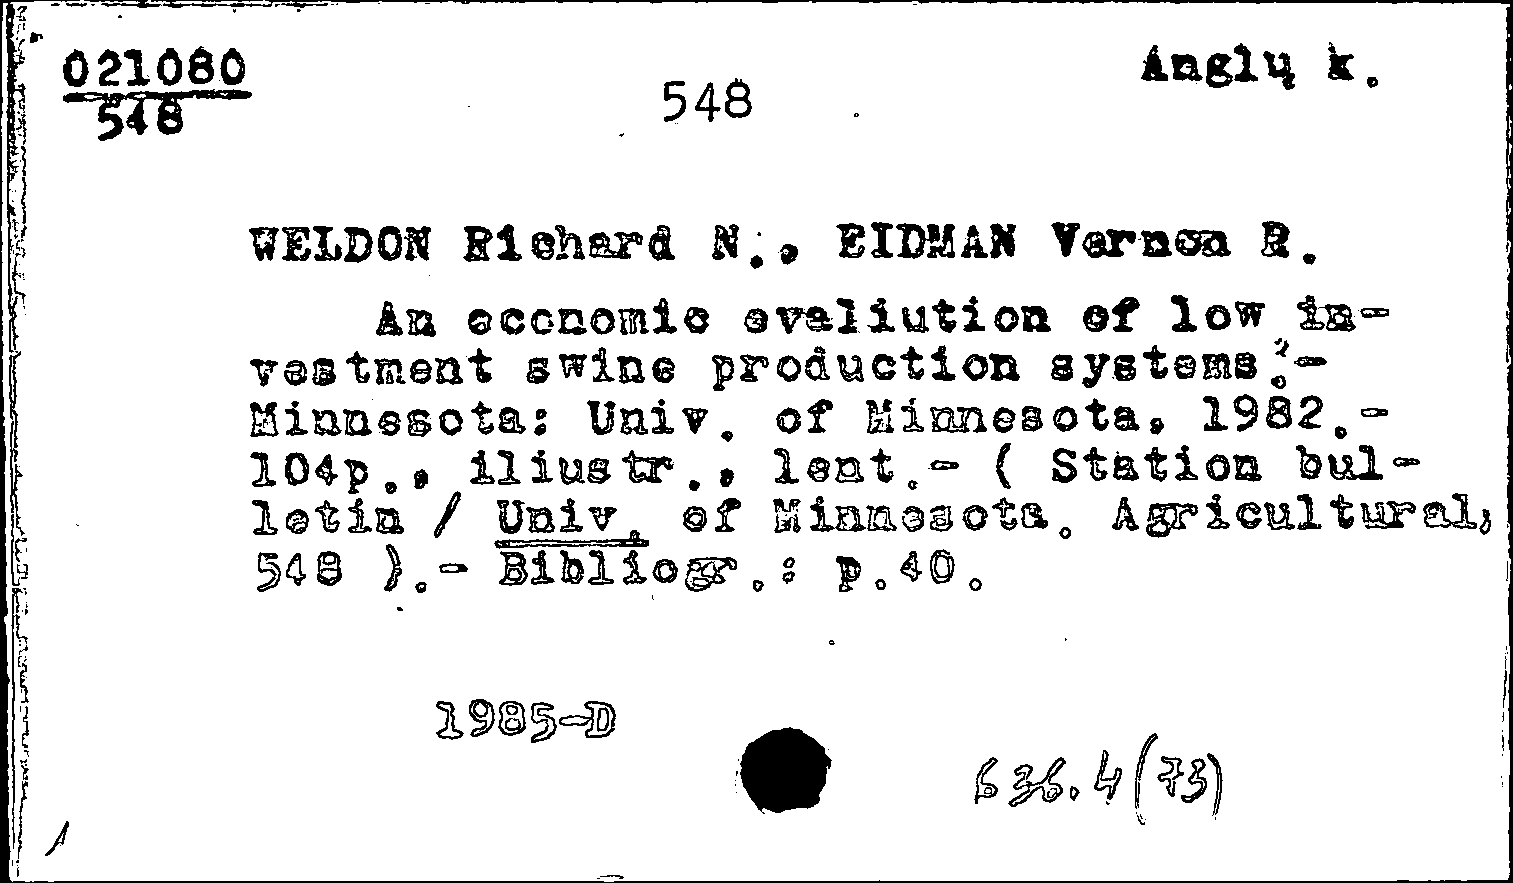 021080
548
548
Anglų k.
WELDON Richard N., EIDMAN Vernon R.
An economic evaliution of low in-
vestment swine production systems.-
Minnesota: Univ. of Minnesota, 1982.-
104p., iliustr., lent.- ( Station bul-
letin / Univ. of Minnesota. Agricultural;
548 ).- Bibliogr.: p.40.
1985-D
636.4(73)